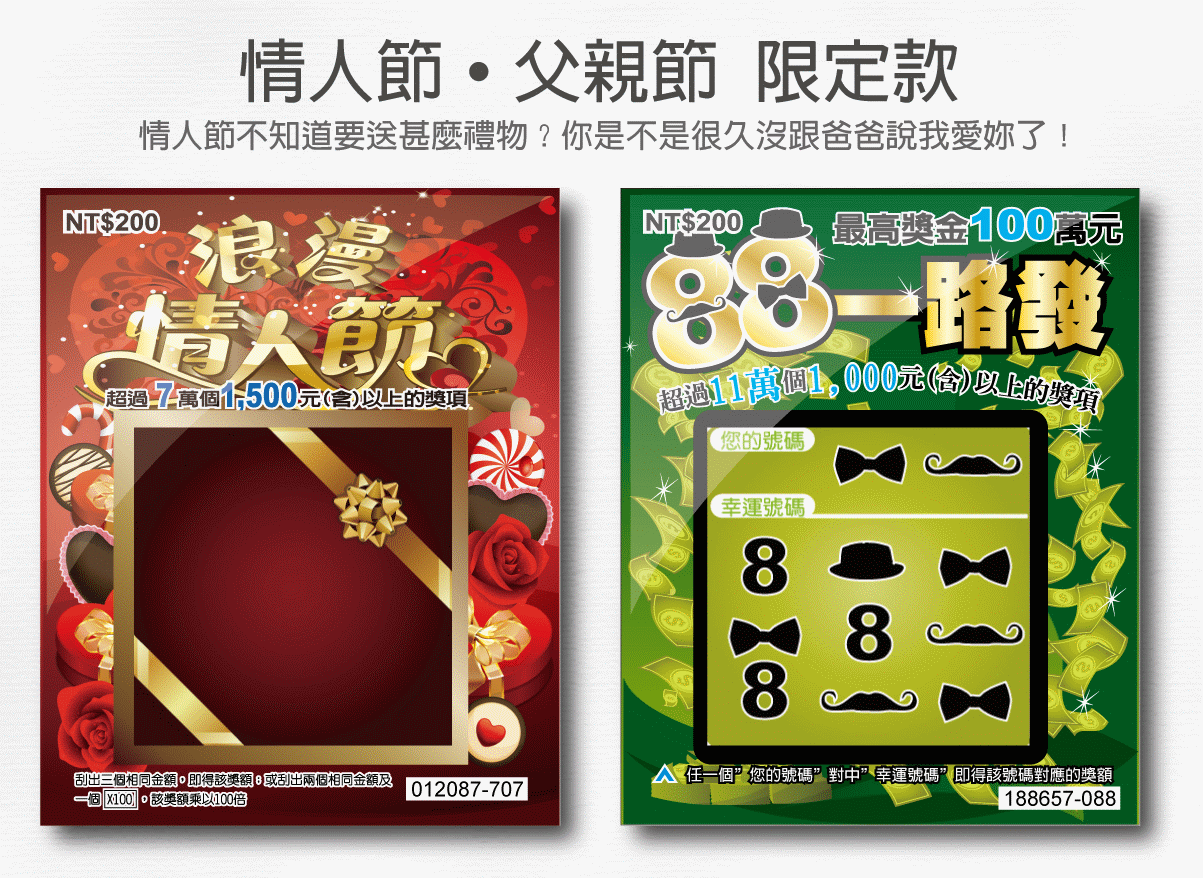 情人節・父親節 限定款
情人節不知道要送甚麼禮物？你是不是很久沒跟爸爸說我愛妳了！
NT$200
浪漫
情人節
超過7萬個1,500元(含)以上的獎項
刮出三個相同金額，即得該獎額；或刮出兩個相同金額及
一個 X100 ，該獎額乘以100倍
012087-707
NT$200
最高獎金100萬元
88一路發
超過11萬個1,000元(含)以上的獎項
您的號碼
幸運號碼
8
8
8
任一個”您的號碼”對中”幸運號碼”即得該號碼對應的獎額
188657-088